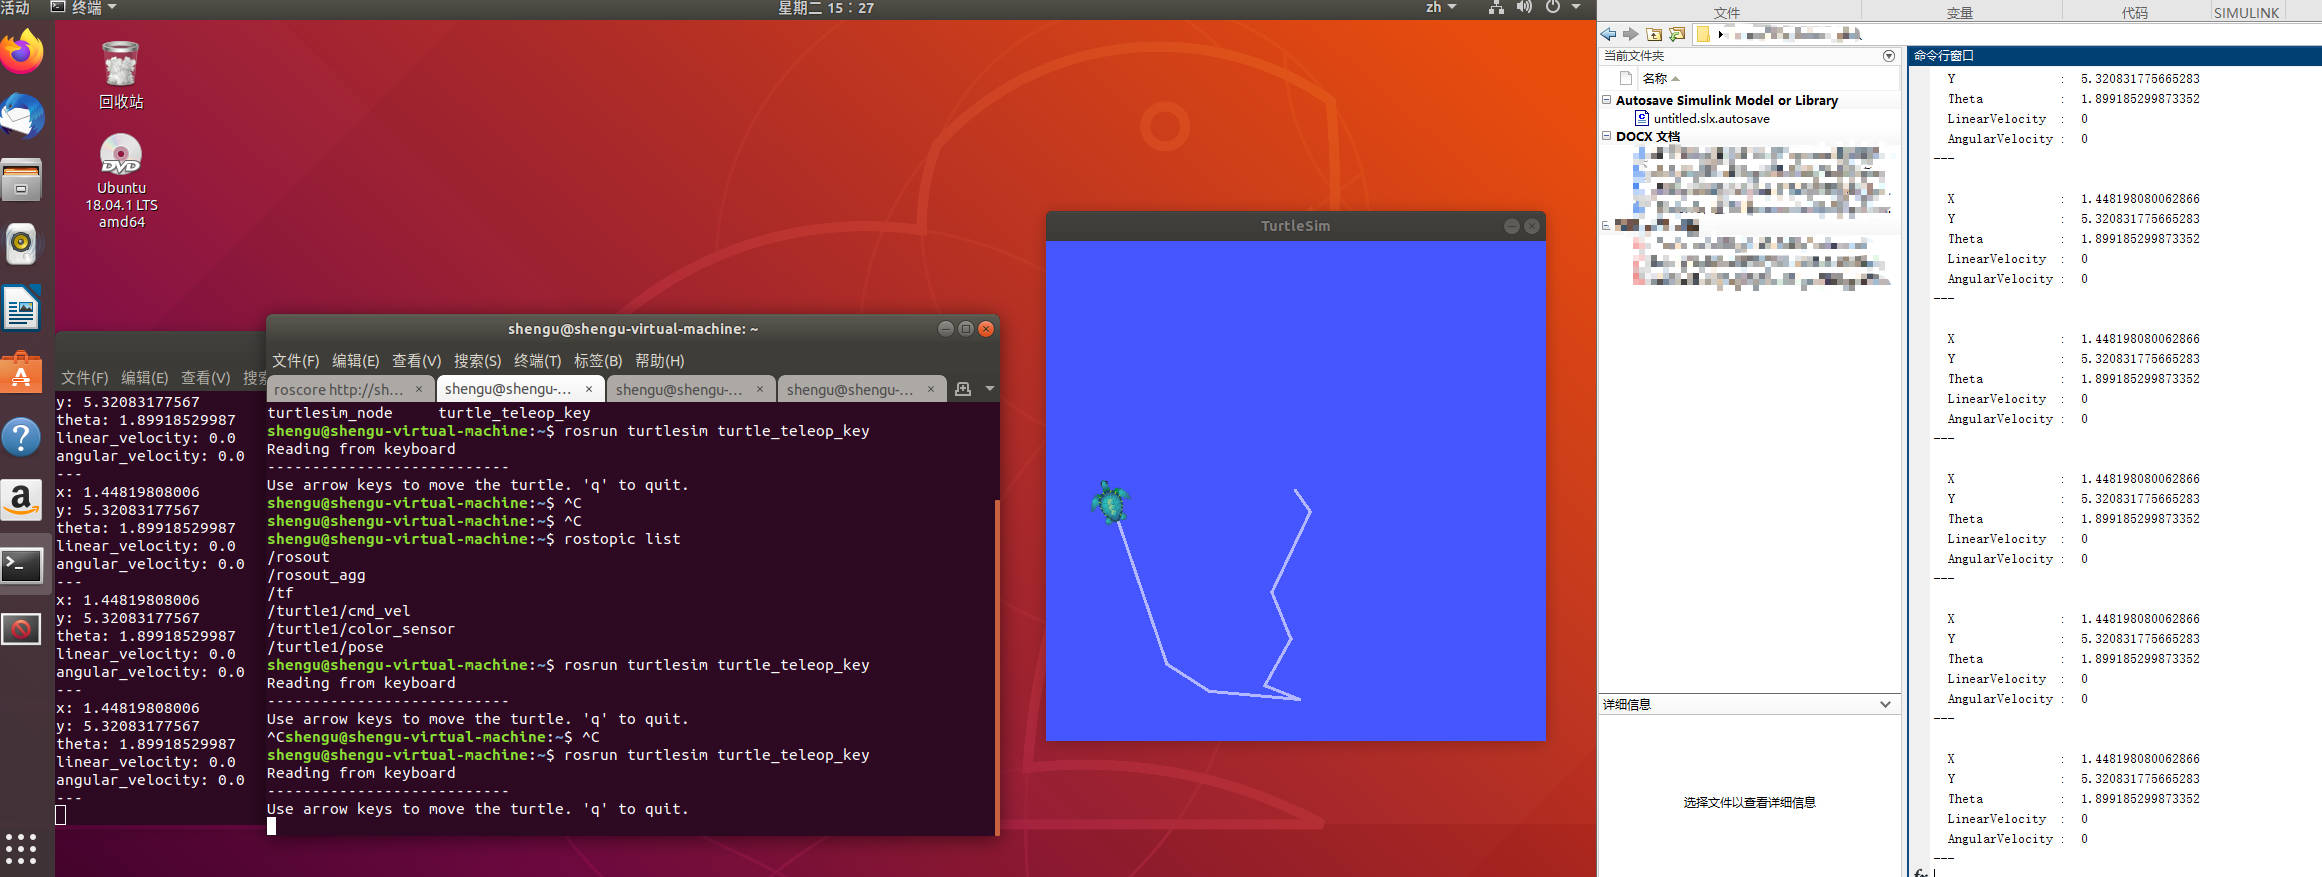 活动
终端
星期二 15：27
zh
回收站
Ubuntu
18.04.1 LTS
amd64
文件(F) 编辑(E) 查看(V)
y: 5.32083177567
theta: 1.89918529987
linear_velocity: 0.0
angular_velocity: 0.0
---
x: 1.44819808006
y: 5.32083177567
theta: 1.89918529987
linear_velocity: 0.0
angular_velocity: 0.0
---
x: 1.44819808006
y: 5.32083177567
theta: 1.89918529987
linear_velocity: 0.0
angular_velocity: 0.0
---
x: 1.44819808006
y: 5.32083177567
theta: 1.89918529987
linear_velocity: 0.0
angular_velocity: 0.0
---
shengu@shengu-virtual-machine: ~
文件(F) 编辑(E) 查看(V) 搜索(S) 终端(T) 标签(B) 帮助(H)
roscore http://sh... × shengu@shengu-... × shengu@shengu-... × shengu@shengu-... ×
turtlesim_node     turtle_teleop_key
shengu@shengu-virtual-machine:~$ rosrun turtlesim turtle_teleop_key
Reading from keyboard
---------------------------
Use arrow keys to move the turtle. 'q' to quit.
shengu@shengu-virtual-machine:~$ ^C
shengu@shengu-virtual-machine:~$ ^C
shengu@shengu-virtual-machine:~$ rostopic list
/rosout
/rosout_agg
/tf
/turtle1/cmd_vel
/turtle1/color_sensor
/turtle1/pose
shengu@shengu-virtual-machine:~$ rosrun turtlesim turtle_teleop_key
Reading from keyboard
---------------------------
Use arrow keys to move the turtle. 'q' to quit.
^Cshengu@shengu-virtual-machine:~$ ^C
shengu@shengu-virtual-machine:~$ rosrun turtlesim turtle_teleop_key
Reading from keyboard
---------------------------
Use arrow keys to move the turtle. 'q' to quit.
TurtleSim
文件 变量 代码 SIMULINK
当前文件夹
名称
Autosave Simulink Model or Library
untitled.slx.autosave
DOCX 文档
详细信息
选择文件以查看详细信息
命令行窗口
Y : 5.320831775665283
Theta : 1.899185299873352
LinearVelocity : 0
AngularVelocity : 0
---
X : 1.448198080062866
Y : 5.320831775665283
Theta : 1.899185299873352
LinearVelocity : 0
AngularVelocity : 0
---
X : 1.448198080062866
Y : 5.320831775665283
Theta : 1.899185299873352
LinearVelocity : 0
AngularVelocity : 0
---
X : 1.448198080062866
Y : 5.320831775665283
Theta : 1.899185299873352
LinearVelocity : 0
AngularVelocity : 0
---
X : 1.448198080062866
Y : 5.320831775665283
Theta : 1.899185299873352
LinearVelocity : 0
AngularVelocity : 0
---
X : 1.448198080062866
Y : 5.320831775665283
Theta : 1.899185299873352
LinearVelocity : 0
AngularVelocity : 0
---